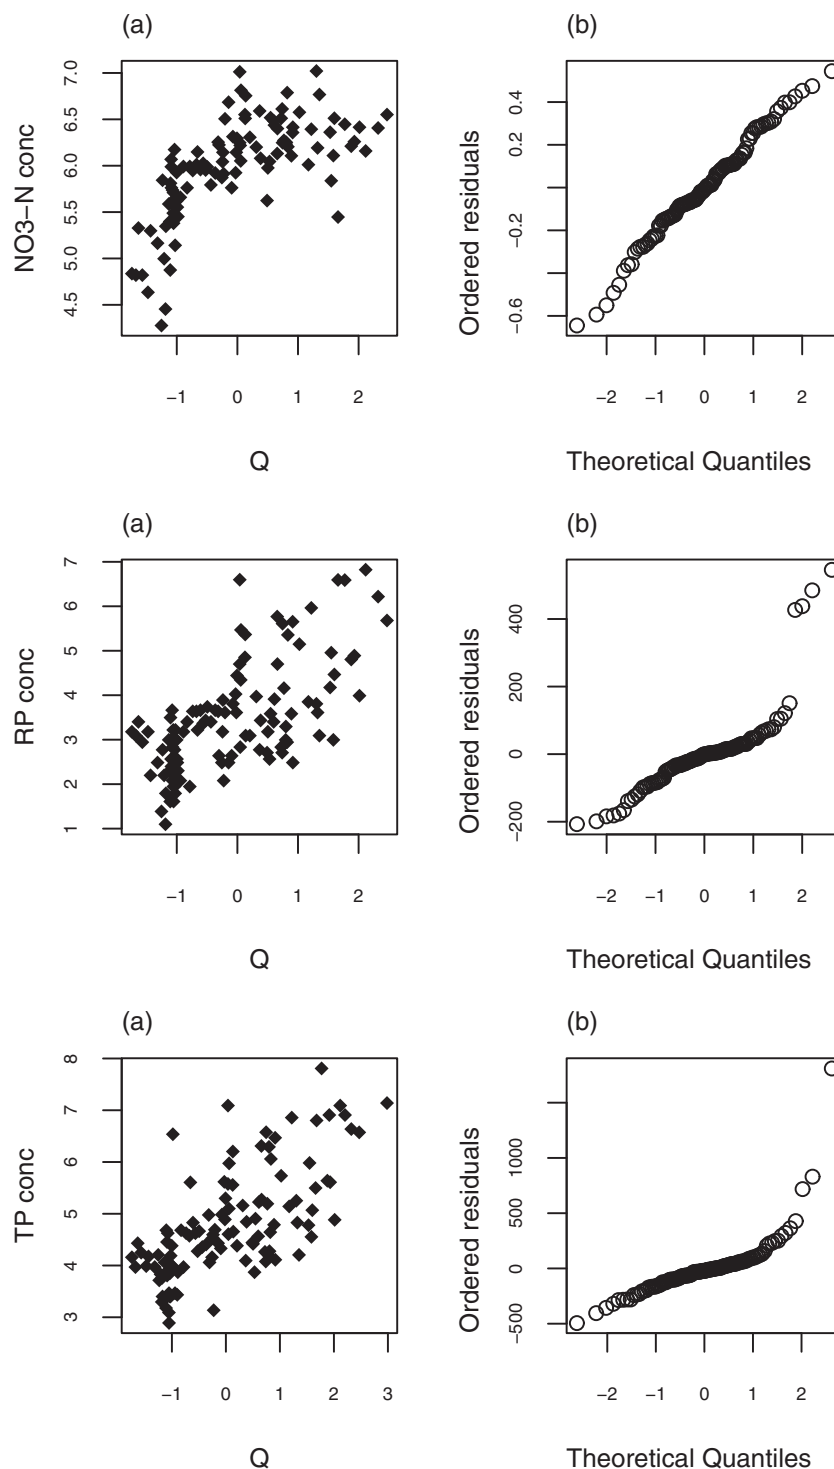 (a)
NO3−N conc
4.5 5.0 5.5 6.0 6.5 7.0
−1 0 1 2
Q
(b)
Ordered residuals
−0.6 −0.2 0.2 0.4
−2 −1 0 1 2
Theoretical Quantiles
(a)
RP conc
1 2 3 4 5 6 7
−1 0 1 2
Q
(b)
Ordered residuals
−200 0 200 400
−2 −1 0 1 2
Theoretical Quantiles
(a)
TP conc
3 4 5 6 7 8
−1 0 1 2 3
Q
(b)
Ordered residuals
−500 0 500 1000
−2 −1 0 1 2
Theoretical Quantiles